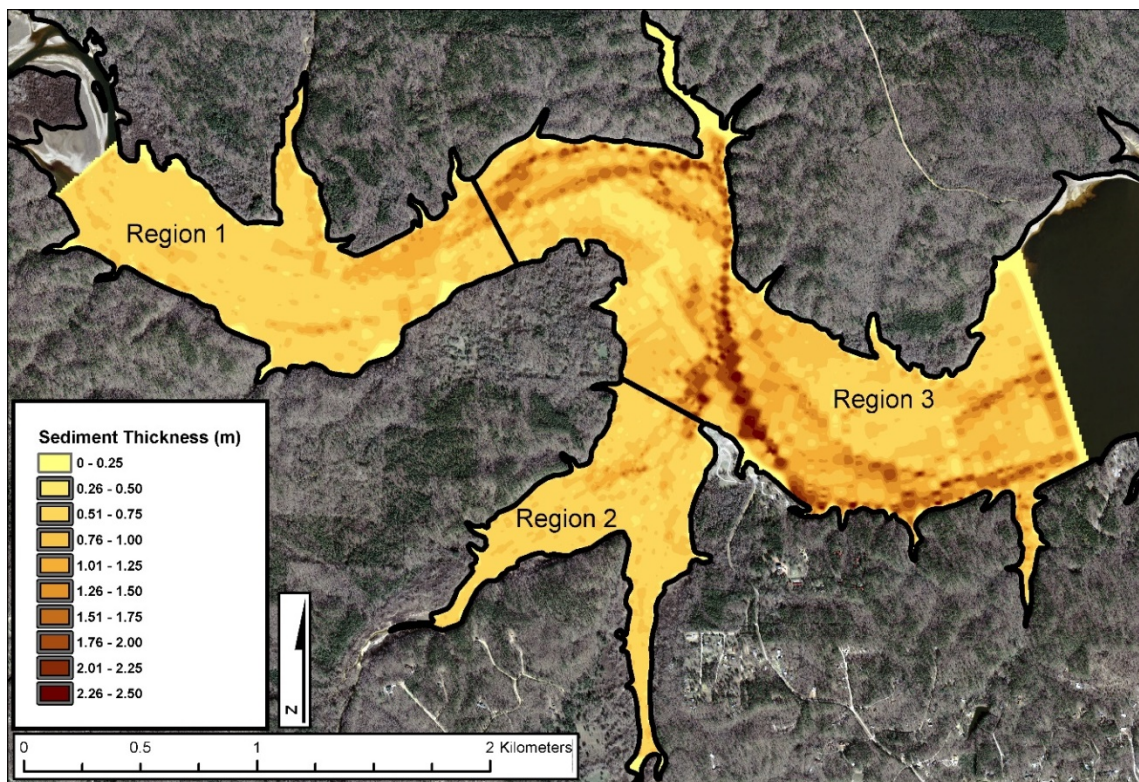 Region 1
Region 3
Region 2
Sediment Thickness (m)
0 - 0.25
0.26 - 0.50
0.51 - 0.75
0.76 - 1.00
1.01 - 1.25
1.26 - 1.50
1.51 - 1.75
1.76 - 2.00
2.01 - 2.25
2.26 - 2.50
N
0 0.5 1 2 Kilometers